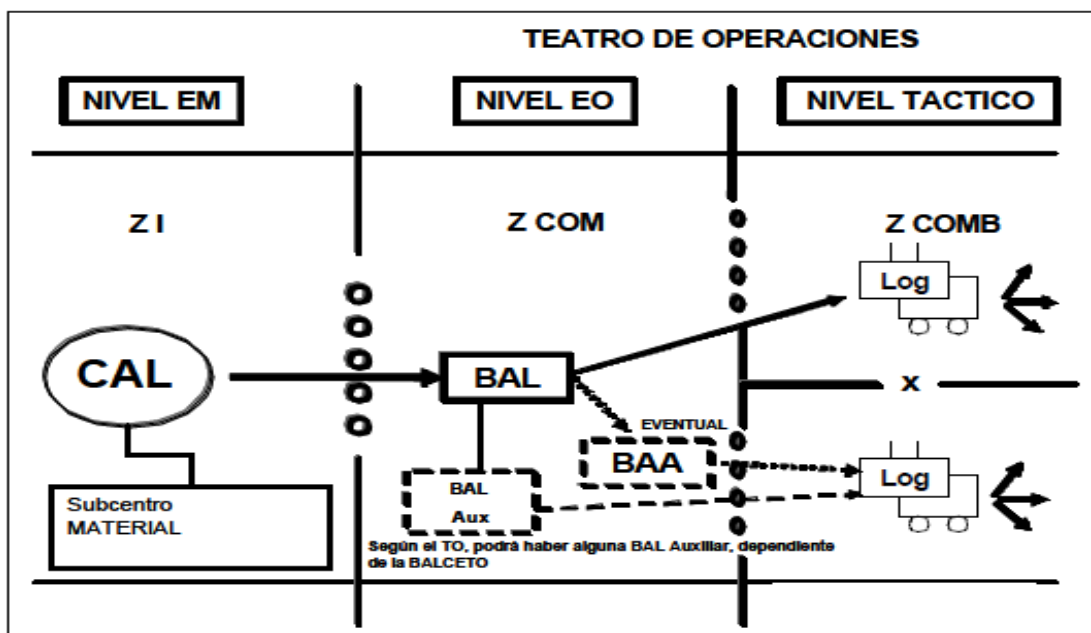 TEATRO DE OPERACIONES
NIVEL EM
NIVEL EO
NIVEL TACTICO
Z I
Z COM
Z COMB
Log
CAL
BAL
x
EVENTUAL
BAA
Log
BAL
Aux
Subcentro
MATERIAL
Según el TO, podrá haber alguna BAL Auxiliar, dependiente
de la BALCETO